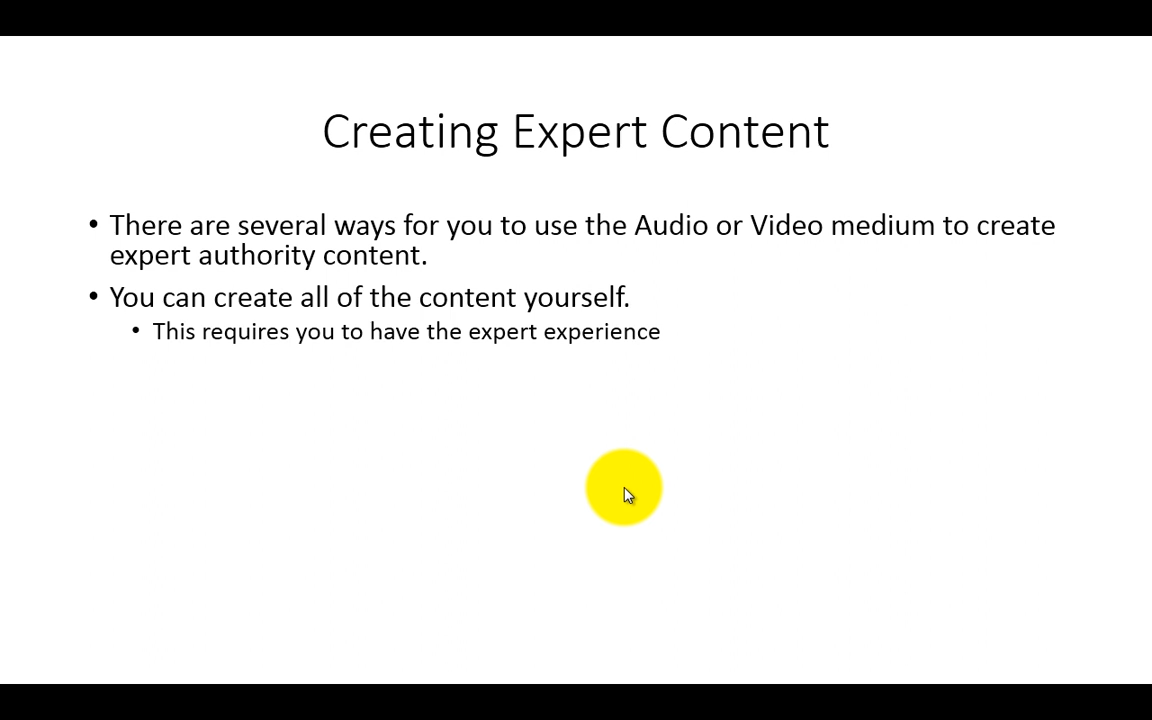 Creating Expert Content
• There are several ways for you to use the Audio or Video medium to create
expert authority content.
• You can create all of the content yourself.
• This requires you to have the expert experience